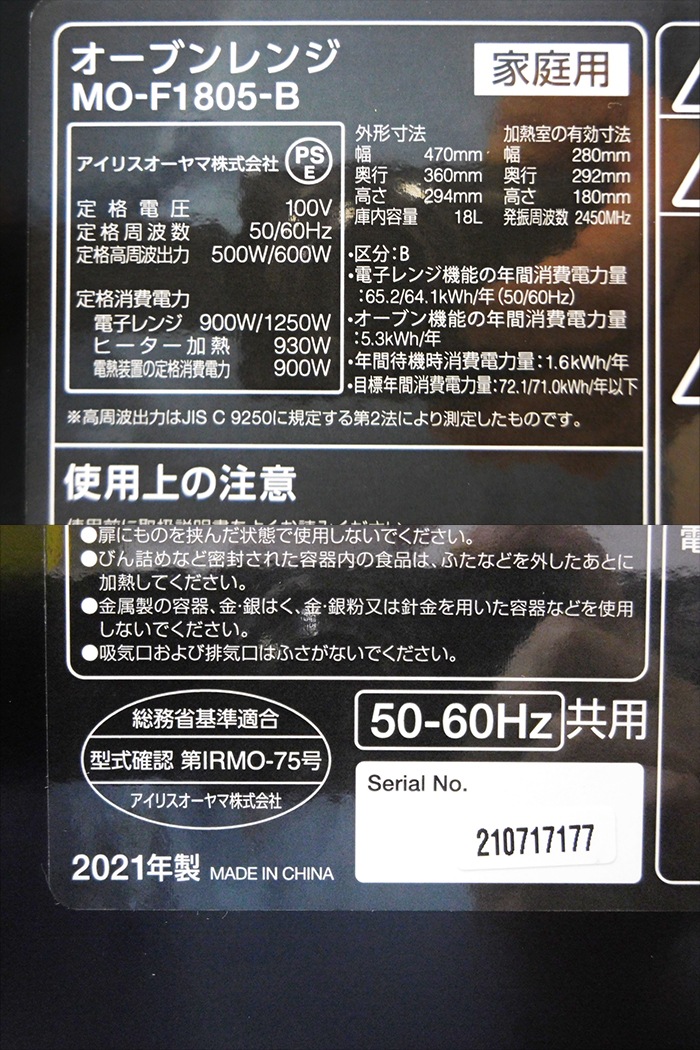 オーブンレンジ
MO-F1805-B
家庭用
アイリスオーヤマ株式会社
PS
E
定格電圧 100V
定格周波数 50/60Hz
定格高周波出力 500W/600W
定格消費電力
電子レンジ 900W/1250W
ヒーター加熱 930W
電熱装置の定格消費電力 900W
外形寸法
幅 470mm
奥行 360mm
高さ 294mm
庫内容量 18L
加熱室の有効寸法
幅 280mm
奥行 292mm
高さ 180mm
発振周波数 2450MHz
・区分:B
・電子レンジ機能の年間消費電力量
:65.2/64.1kWh/年(50/60Hz)
・オーブン機能の年間消費電力量
:5.3kWh/年
・年間待機時消費電力量:1.6kWh/年
・目標年間消費電力量:72.1/71.0kWh/年以下
※高周波出力はJIS C 9250に規定する第2法により測定したものです。
使用上の注意
●扉にものを挟んだ状態で使用しないでください。
●びん詰めなど密封された容器内の食品は、ふたなどを外したあとに
加熱してください。
●金属製の容器、金・銀はく、金・銀粉又は針金を用いた容器などを使用
しないでください。
●吸気口および排気口はふさがないでください。
総務省基準適合
型式確認 第IRMO-75号
アイリスオーヤマ株式会社
50-60Hz共用
Serial No.
210717177
2021年製 MADE IN CHINA